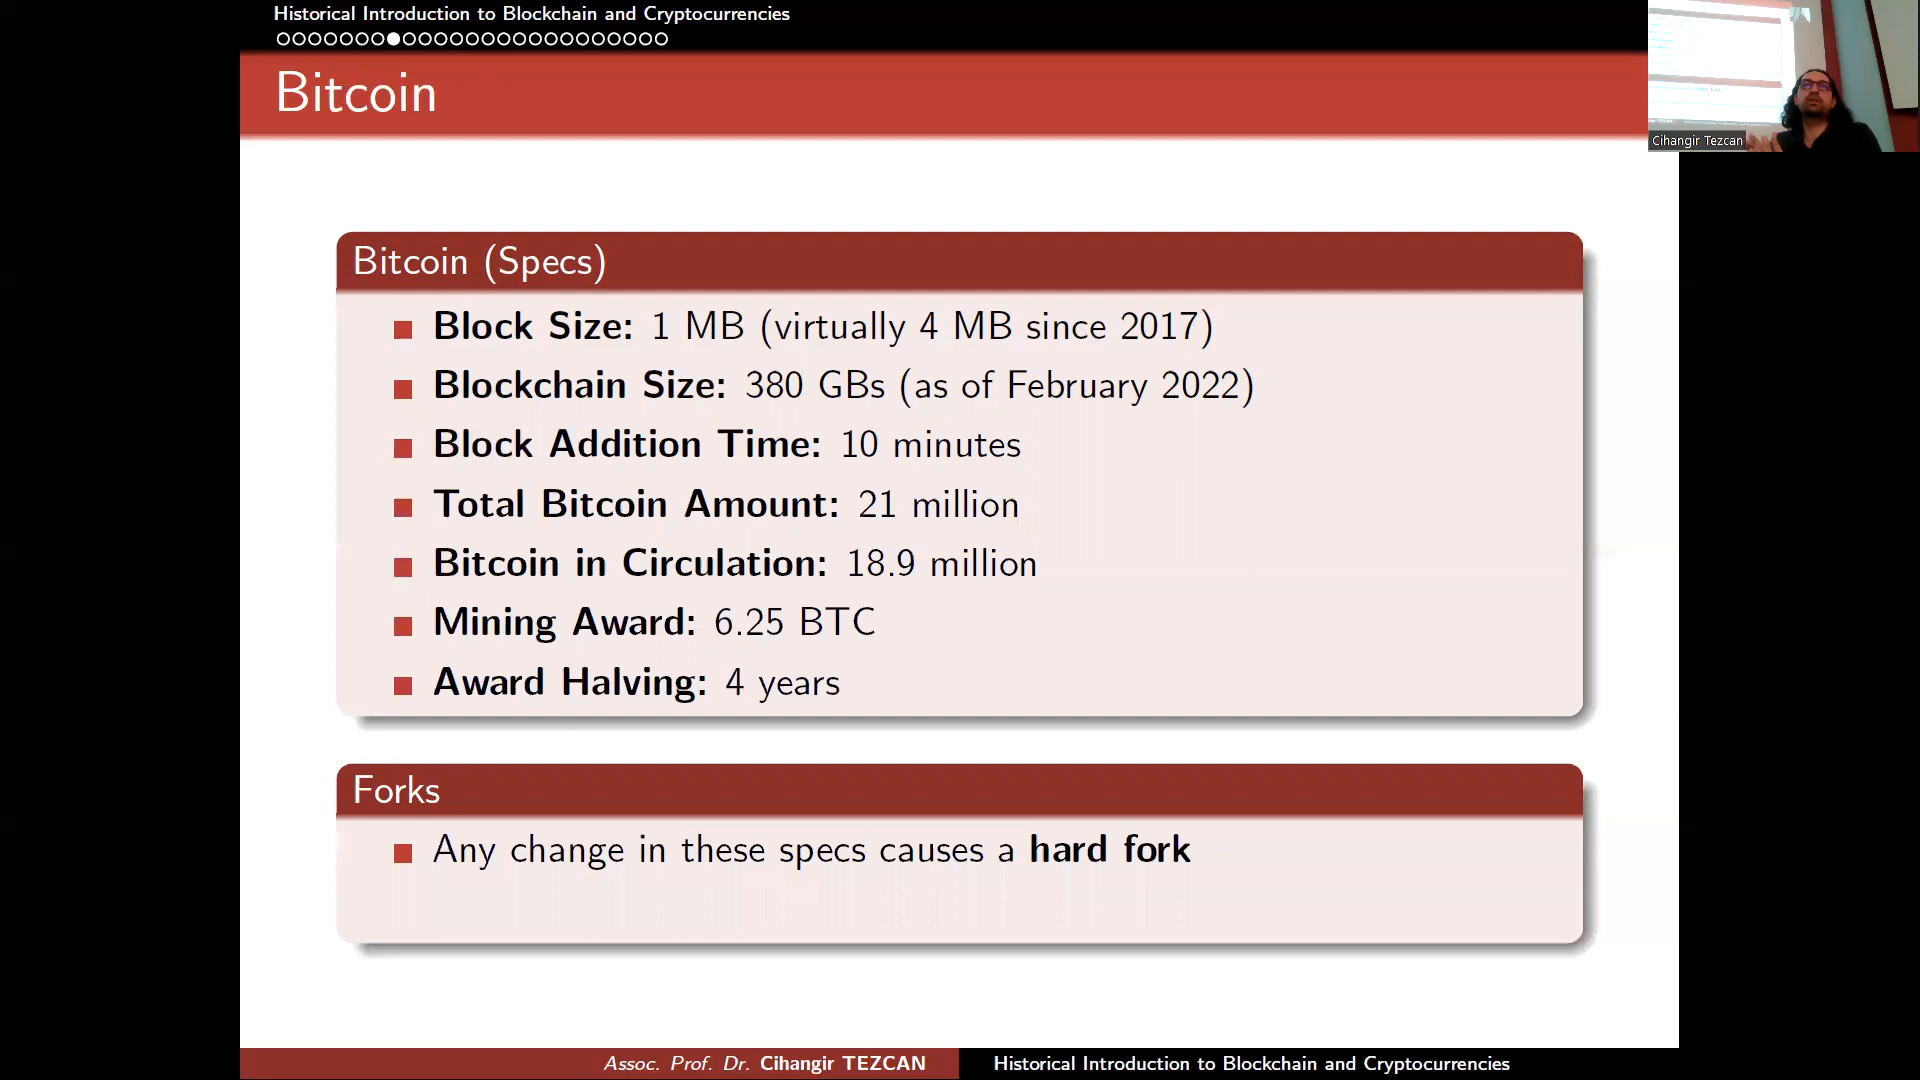 Historical Introduction to Blockchain and Cryptocurrencies
Bitcoin
Cihangir Tezcan
Bitcoin (Specs)
Block Size: 1 MB (virtually 4 MB since 2017)
Blockchain Size: 380 GBs (as of February 2022)
Block Addition Time: 10 minutes
Total Bitcoin Amount: 21 million
Bitcoin in Circulation: 18.9 million
Mining Award: 6.25 BTC
Award Halving: 4 years
Forks
Any change in these specs causes a hard fork
Assoc. Prof. Dr. Cihangir TEZCAN
Historical Introduction to Blockchain and Cryptocurrencies